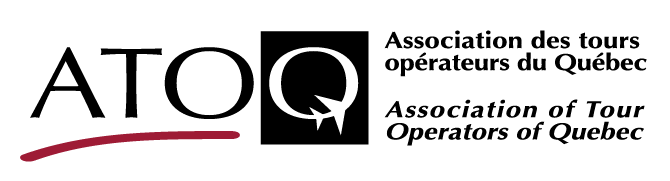 ATOQ
Association des tours
opérateurs du Québec
Association of Tour
Operators of Quebec